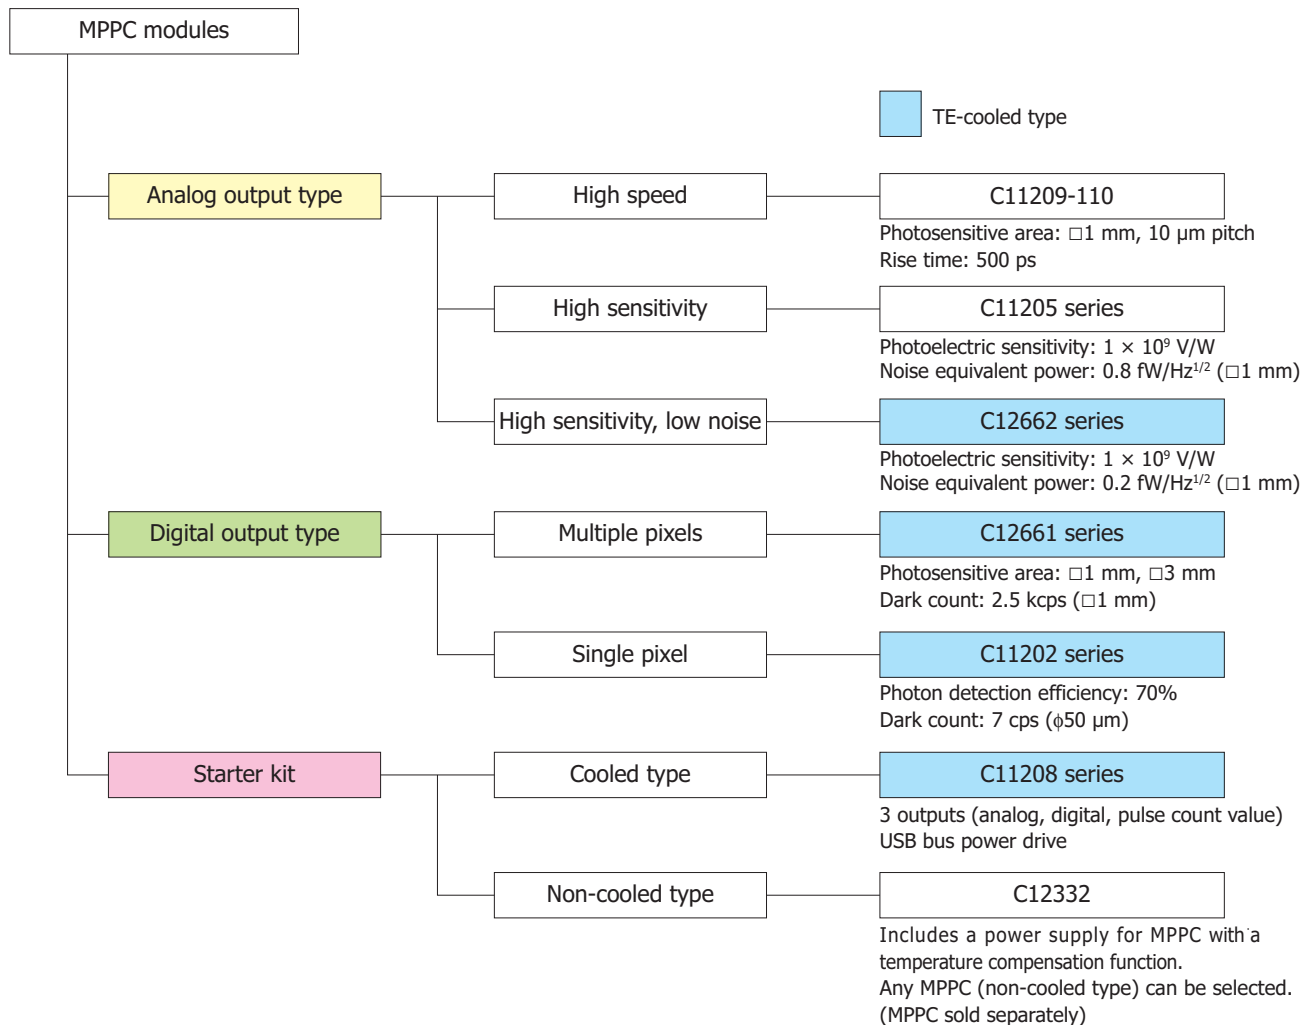 MPPC modules
TE-cooled type
Analog output type
High speed
C11209-110
Photosensitive area: □1 mm, 10 µm pitch
Rise time: 500 ps
High sensitivity
C11205 series
Photoelectric sensitivity: 1 × 10⁹ V/W
Noise equivalent power: 0.8 fW/Hz¹ᐟ² (□1 mm)
High sensitivity, low noise
C12662 series
Photoelectric sensitivity: 1 × 10⁹ V/W
Noise equivalent power: 0.2 fW/Hz¹ᐟ² (□1 mm)
Digital output type
Multiple pixels
C12661 series
Photosensitive area: □1 mm, □3 mm
Dark count: 2.5 kcps (□1 mm)
Single pixel
C11202 series
Photon detection efficiency: 70%
Dark count: 7 cps (ϕ50 µm)
Starter kit
Cooled type
C11208 series
3 outputs (analog, digital, pulse count value)
USB bus power drive
Non-cooled type
C12332
Includes a power supply for MPPC with a
temperature compensation function.
Any MPPC (non-cooled type) can be selected.
(MPPC sold separately)